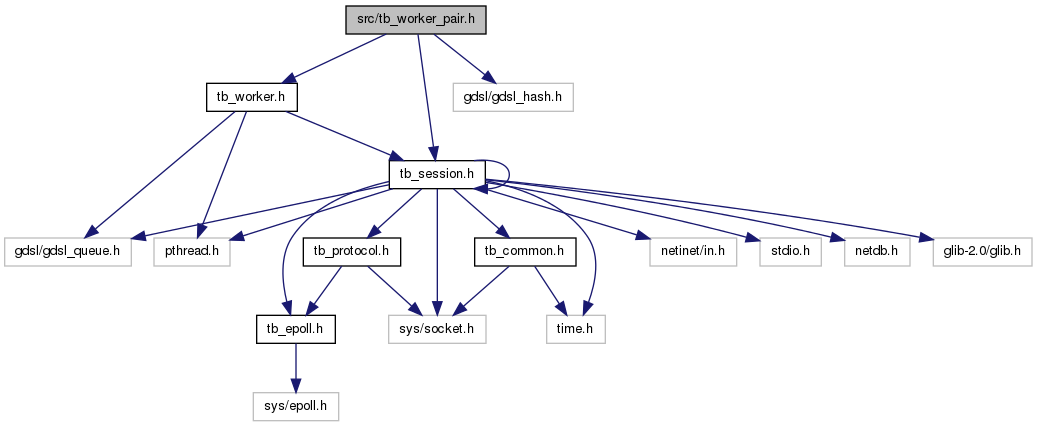 src/tb_worker_pair.h
tb_worker.h
gdsl/gdsl_hash.h
tb_session.h
gdsl/gdsl_queue.h
pthread.h
tb_protocol.h
tb_common.h
netinet/in.h
stdio.h
netdb.h
glib-2.0/glib.h
tb_epoll.h
sys/socket.h
time.h
sys/epoll.h